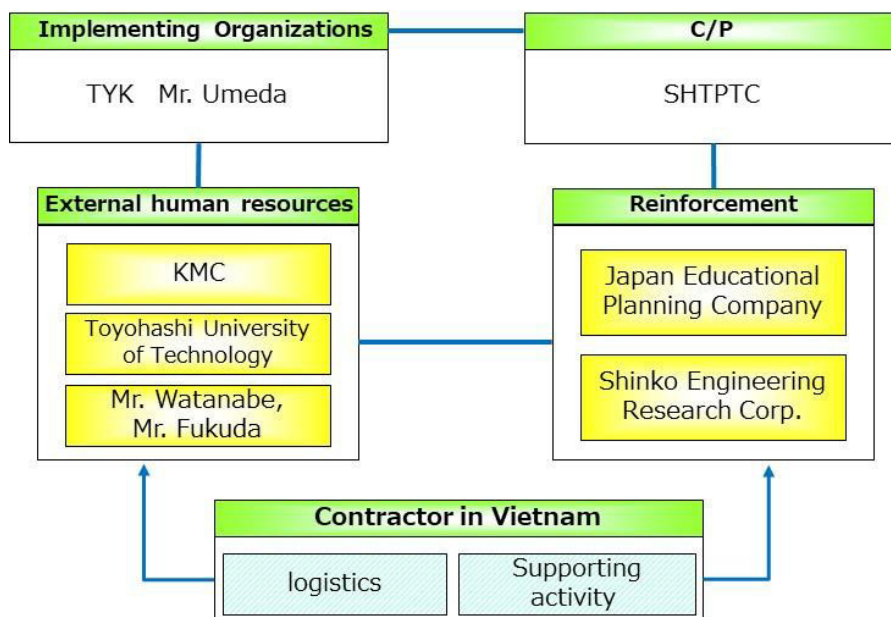 Implementing Organizations
TYK Mr. Umeda
C/P
SHTPTC
External human resources
KMC
Toyohashi University
of Technology
Mr. Watanabe,
Mr. Fukuda
Reinforcement
Japan Educational
Planning Company
Shinko Engineering
Research Corp.
Contractor in Vietnam
logistics
Supporting
activity